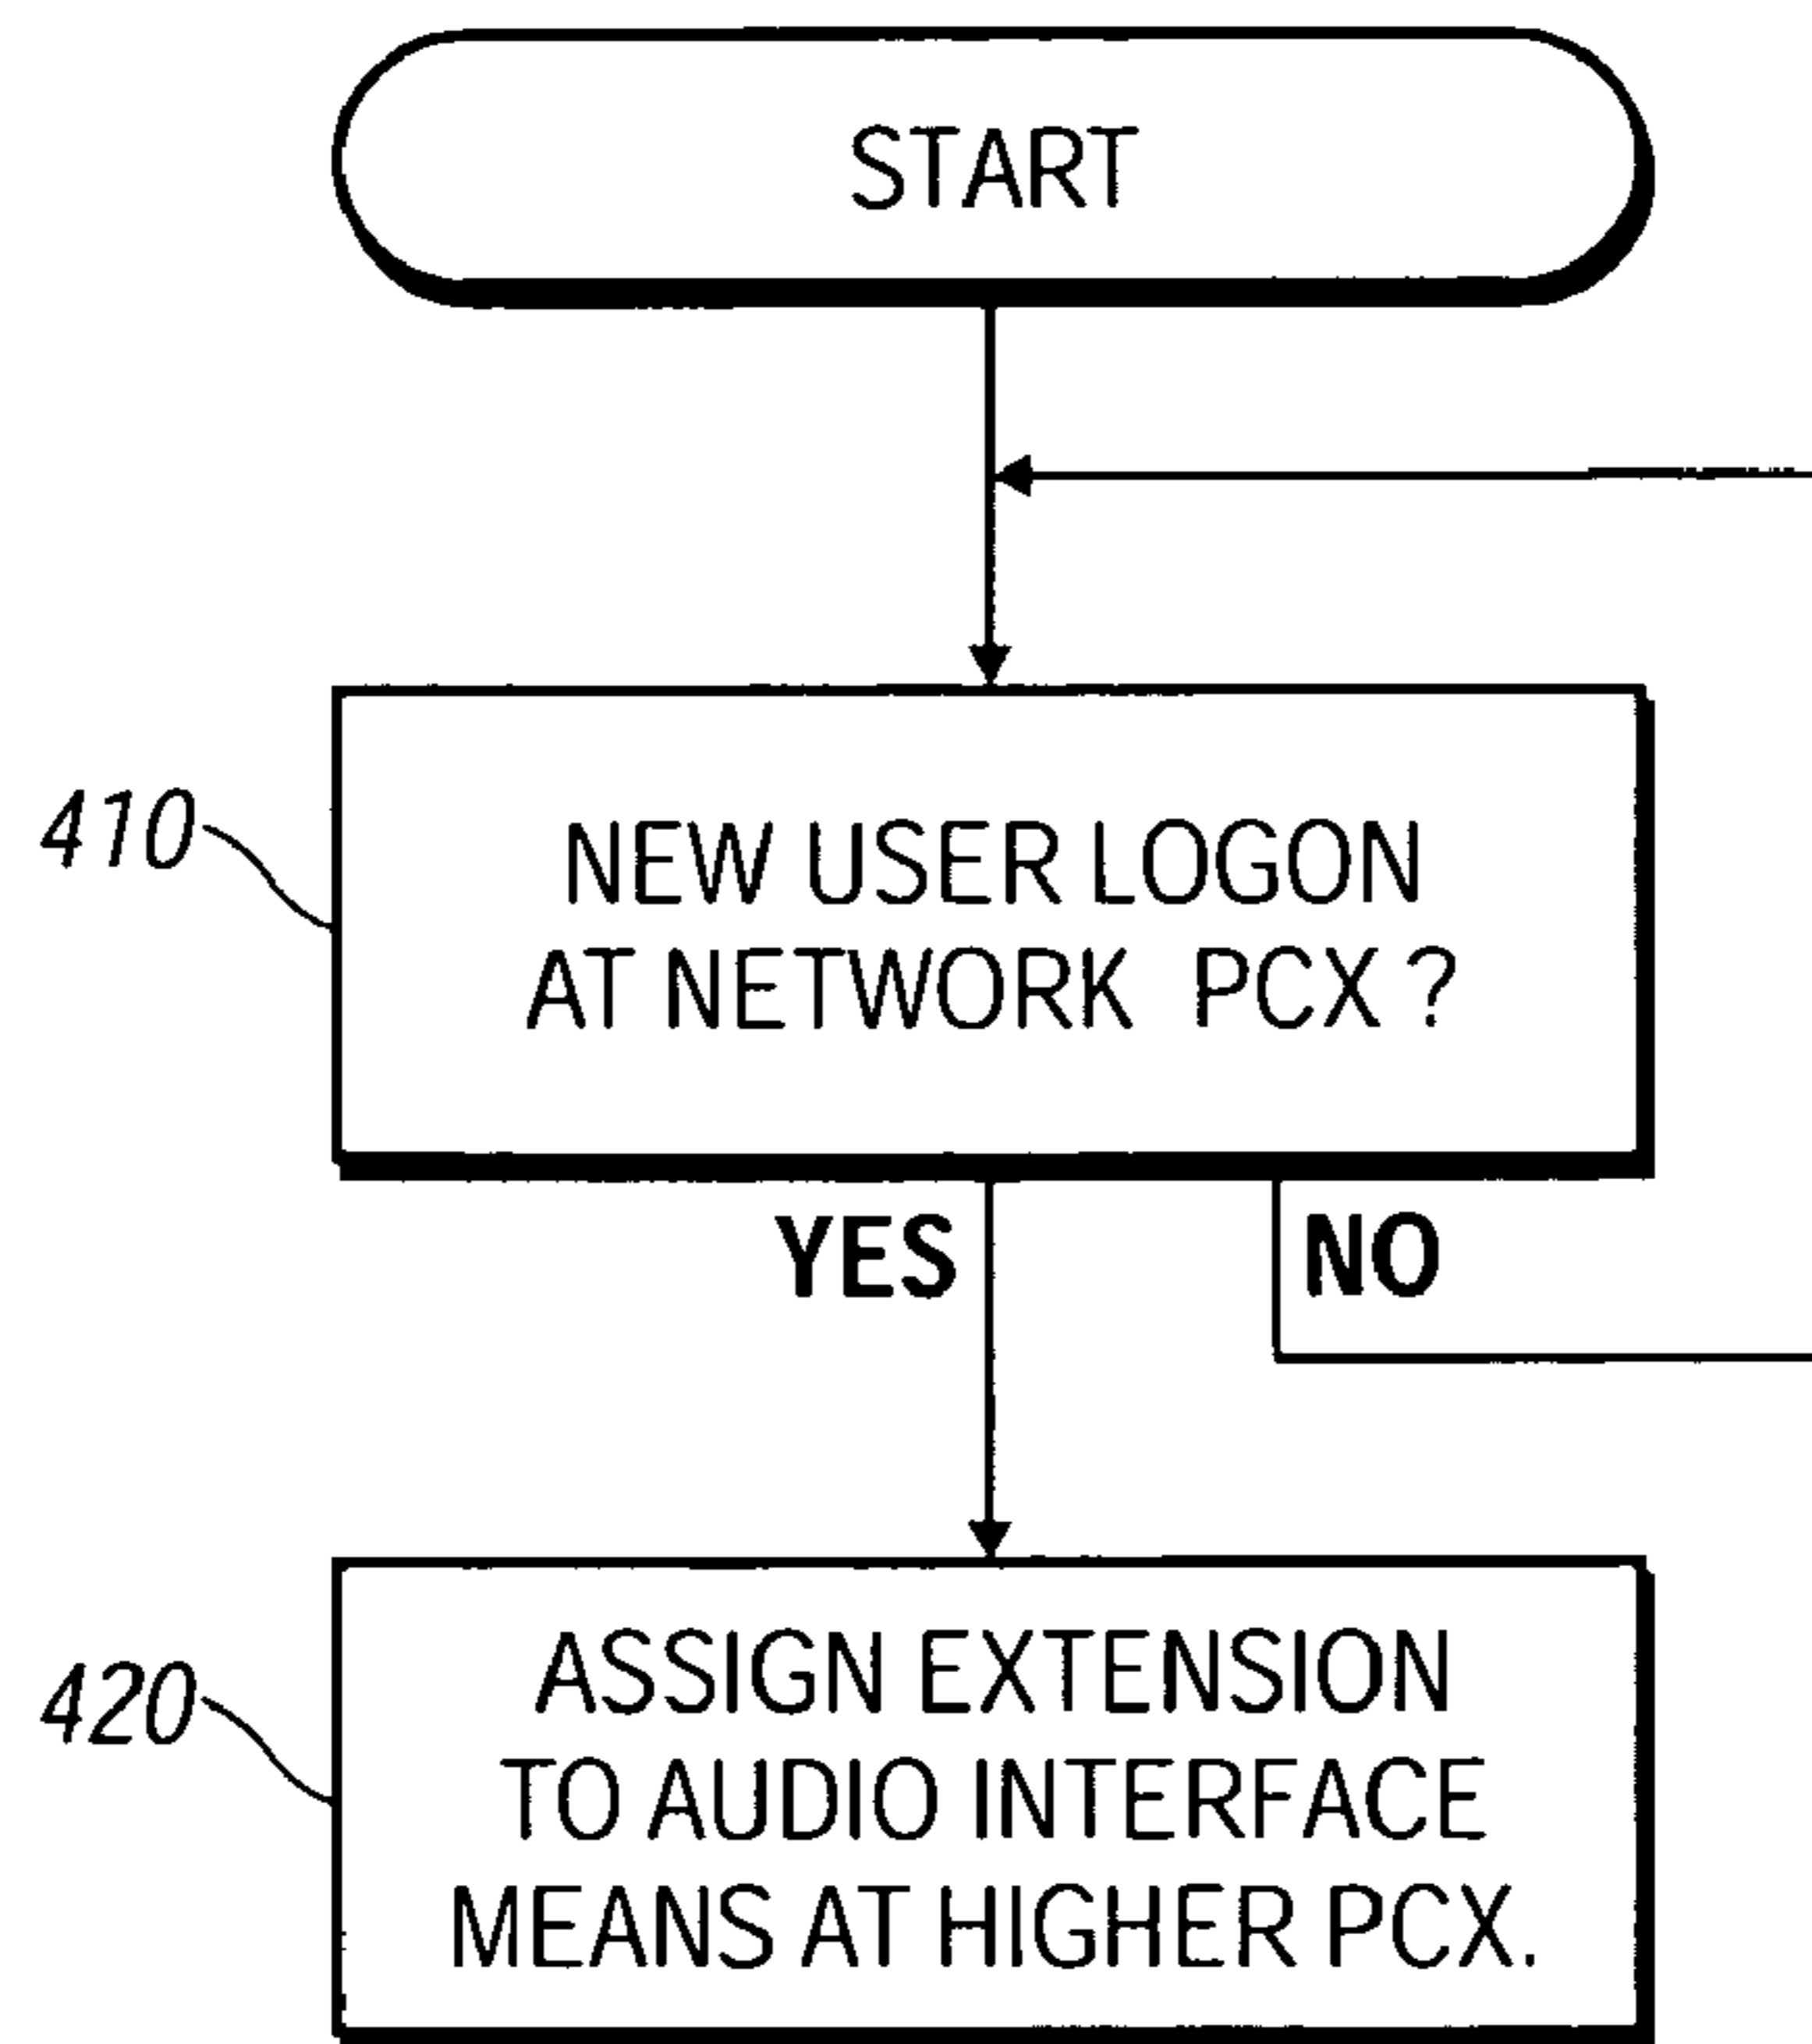 START
410
NEW USER LOGON
AT NETWORK PCX ?
YES
NO
420
ASSIGN EXTENSION
TO AUDIO INTERFACE
MEANS AT HIGHER PCX.